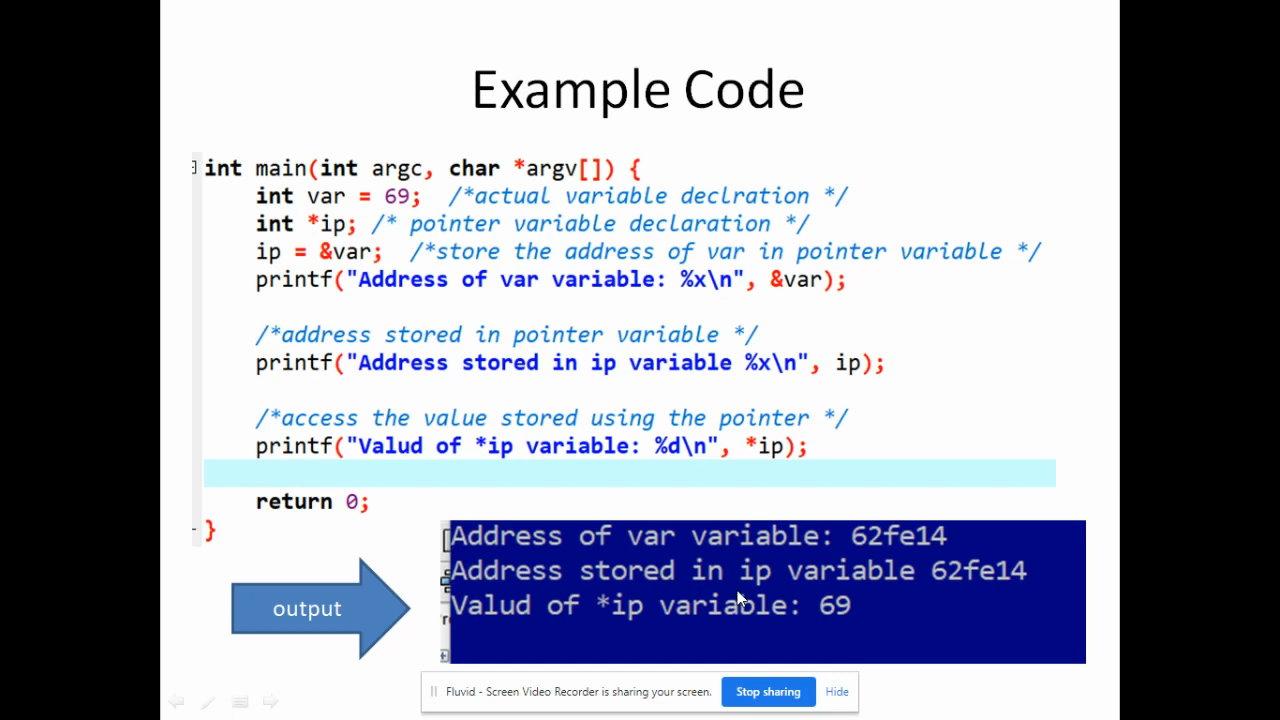 Example Code
int main(int argc, char *argv[]) {
int var = 69; /*actual variable declration */
int *ip; /* pointer variable declaration */
ip = &var; /*store the address of var in pointer variable */
printf("Address of var variable: %x\n", &var);
/*address stored in pointer variable */
printf("Address stored in ip variable %x\n", ip);
/*access the value stored using the pointer */
printf("Valud of *ip variable: %d\n", *ip);
return 0;
}
output
Address of var variable: 62fe14
Address stored in ip variable 62fe14
Valud of *ip variable: 69
Fluvid - Screen Video Recorder is sharing your screen. Stop sharing Hide